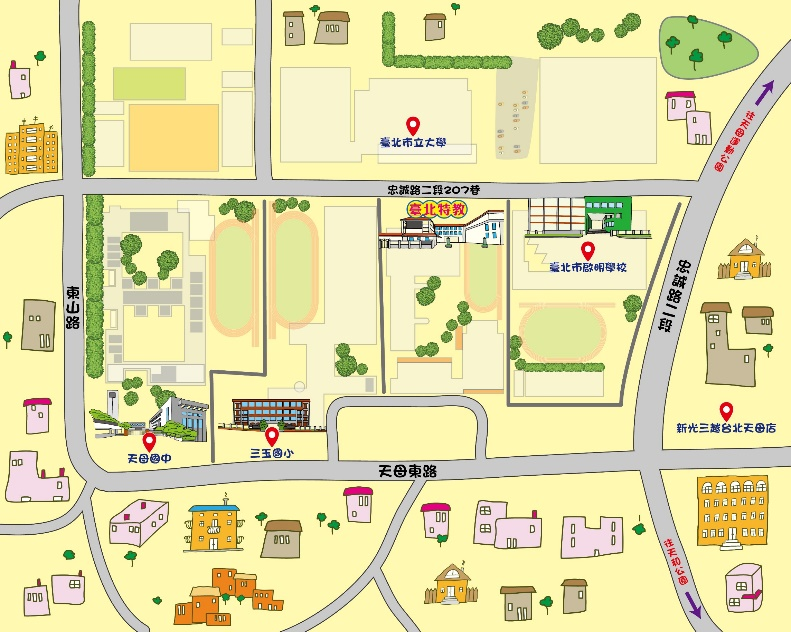 往天母運動公園
臺北市立大學
忠誠路二段207巷
臺北特教
臺北市啟明學校
東山路
忠誠路二段
新光三越台北天母店
天母國中
三玉國小
天母東路
往天和公園